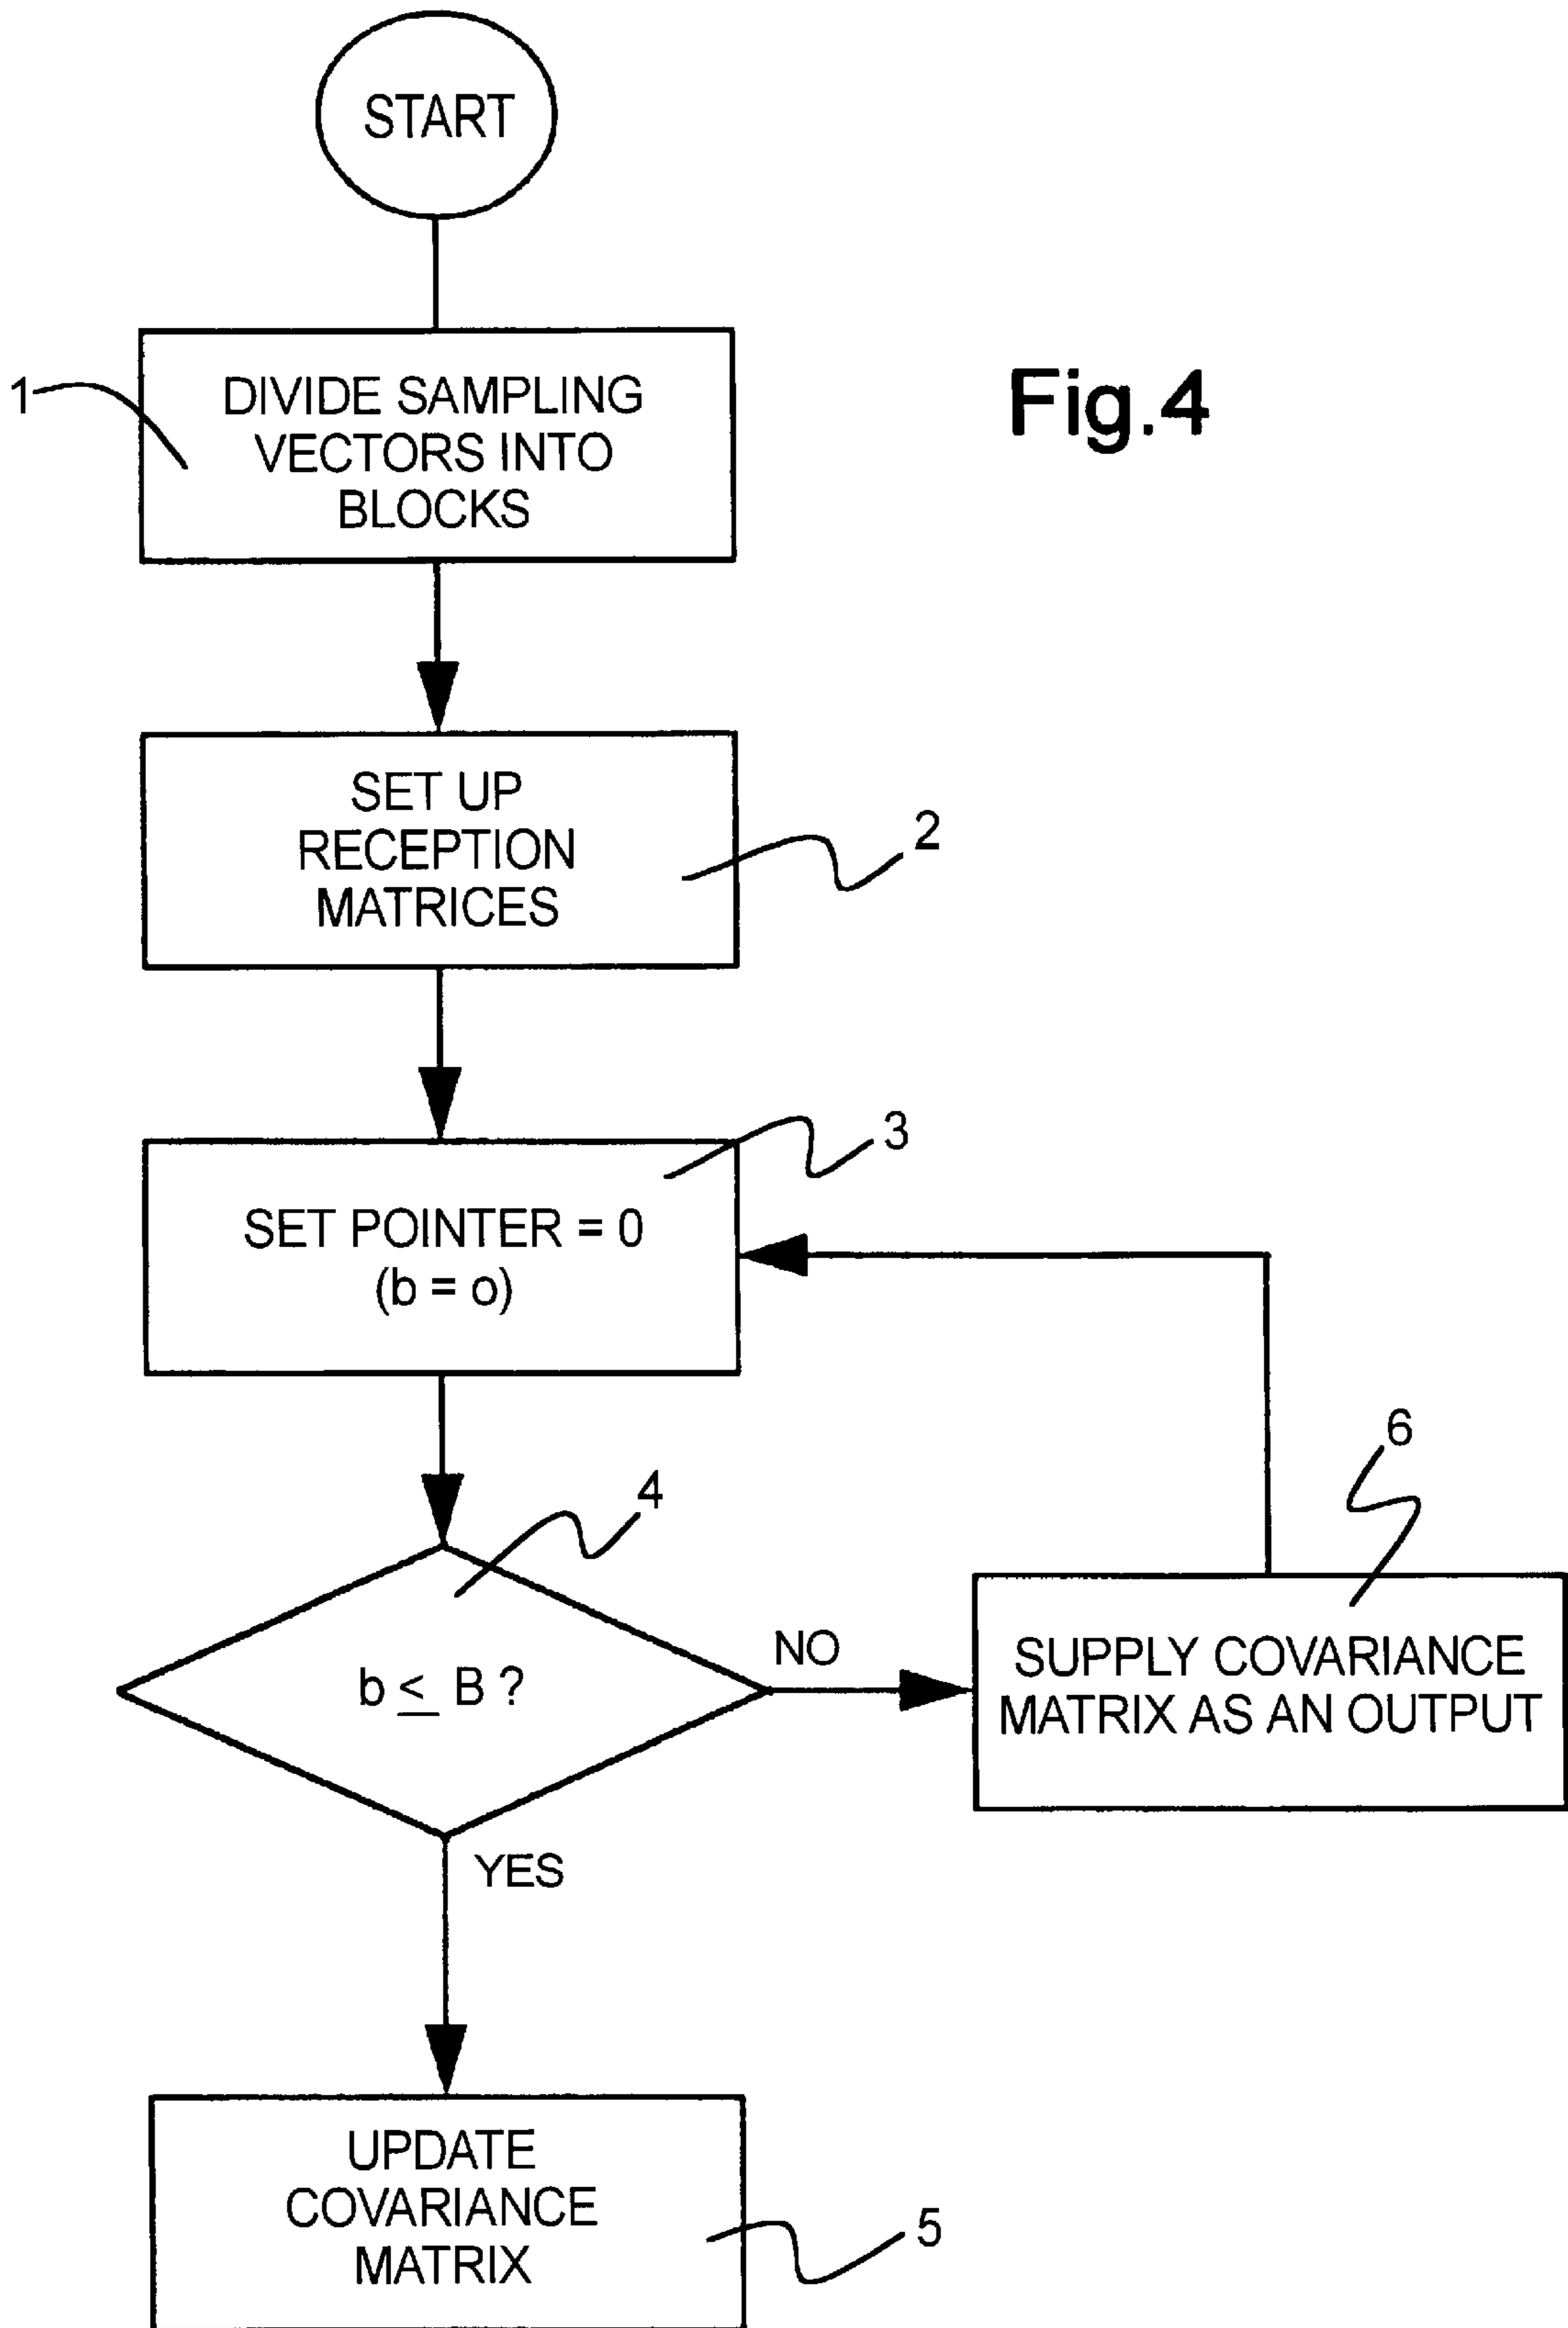 START
Fig.4
1
DIVIDE SAMPLING
VECTORS INTO
BLOCKS
SET UP
RECEPTION
MATRICES
2
3
SET POINTER = 0
(b = o)
4
6
b ≤ B ?
NO
SUPPLY COVARIANCE
MATRIX AS AN OUTPUT
YES
UPDATE
COVARIANCE
MATRIX
5